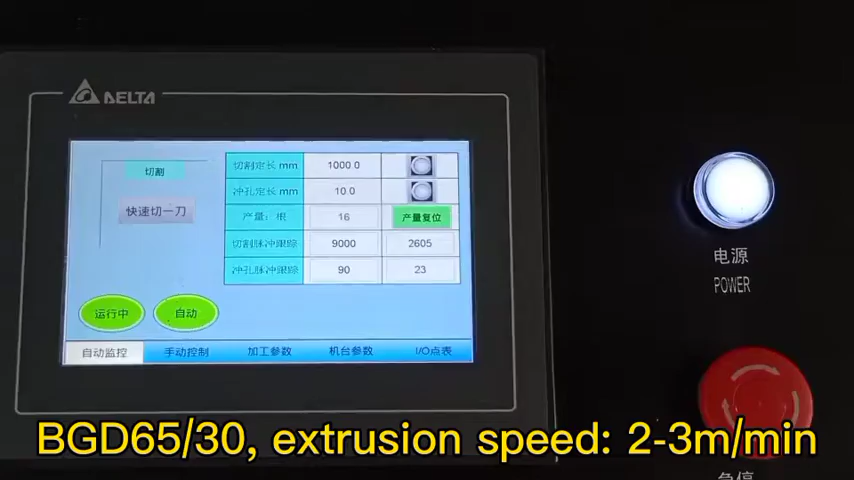 DELTA
切割
快速切一刀
切割定长 mm 1000.0
冲孔定长 mm 10.0
产量：根 16 产量复位
切割脉冲跟踪 9000 2605
冲孔脉冲跟踪 90 23
运行中 自动
自动监控 手动控制 加工参数 机台参数 I/O点表
电源
POWER
急停
BGD65/30, extrusion speed: 2-3m/min